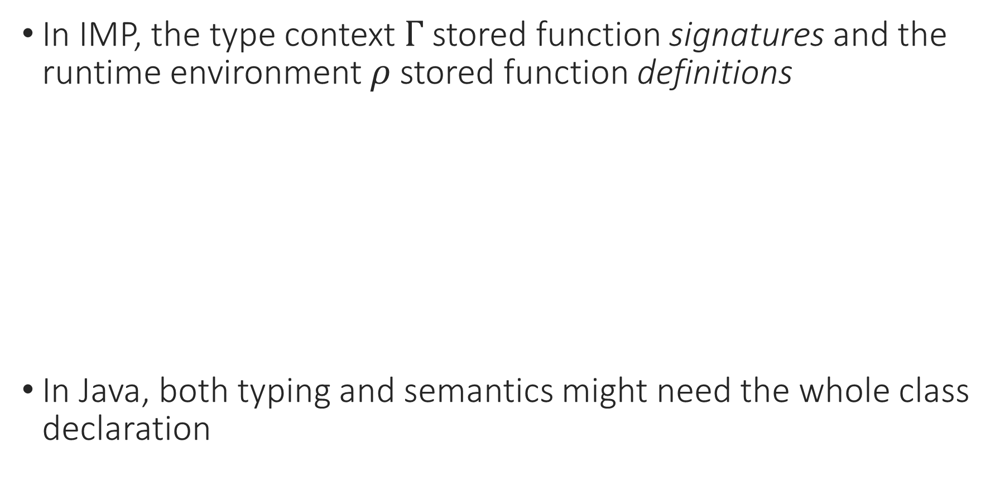 • In IMP, the type context Γ stored function signatures and the
runtime environment ρ stored function definitions
• In Java, both typing and semantics might need the whole class
declaration